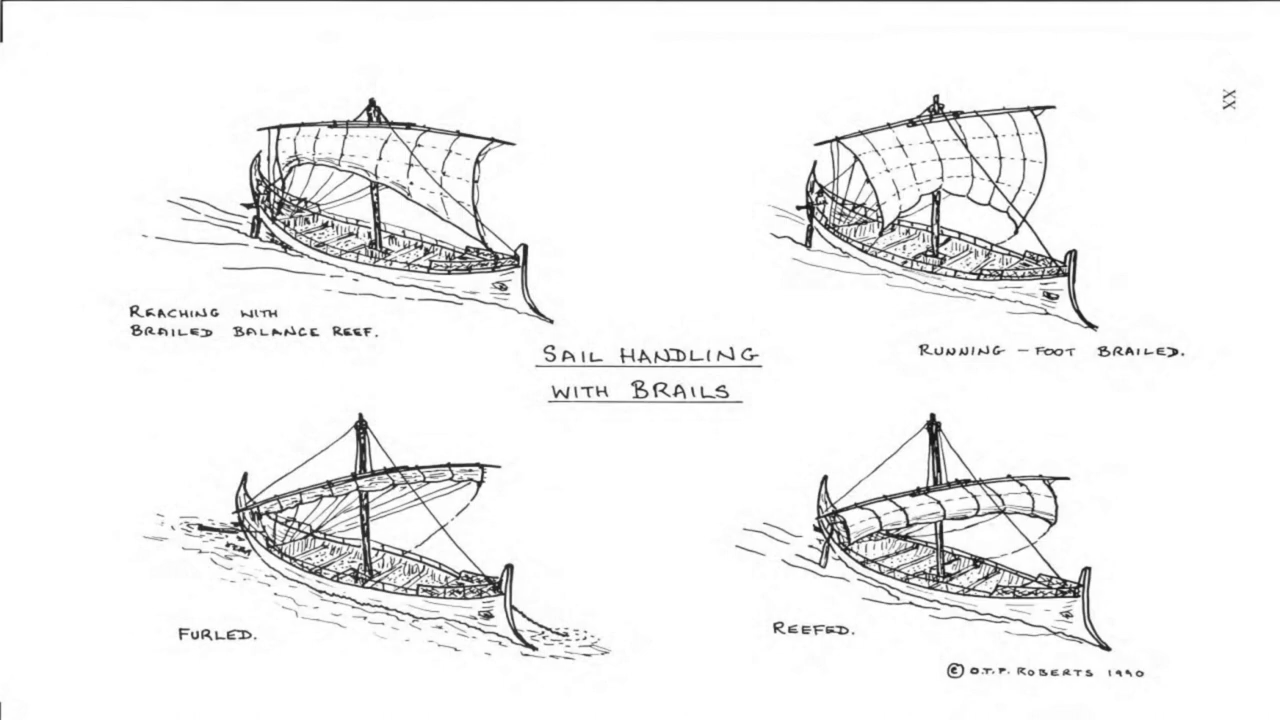 XX
REACHING WITH
BRAILED BALANCE REEF.
RUNNING - FOOT BRAILED.
SAIL HANDLING
WITH BRAILS
FURLED.
REEFED.
© O.T.P. ROBERTS 1990